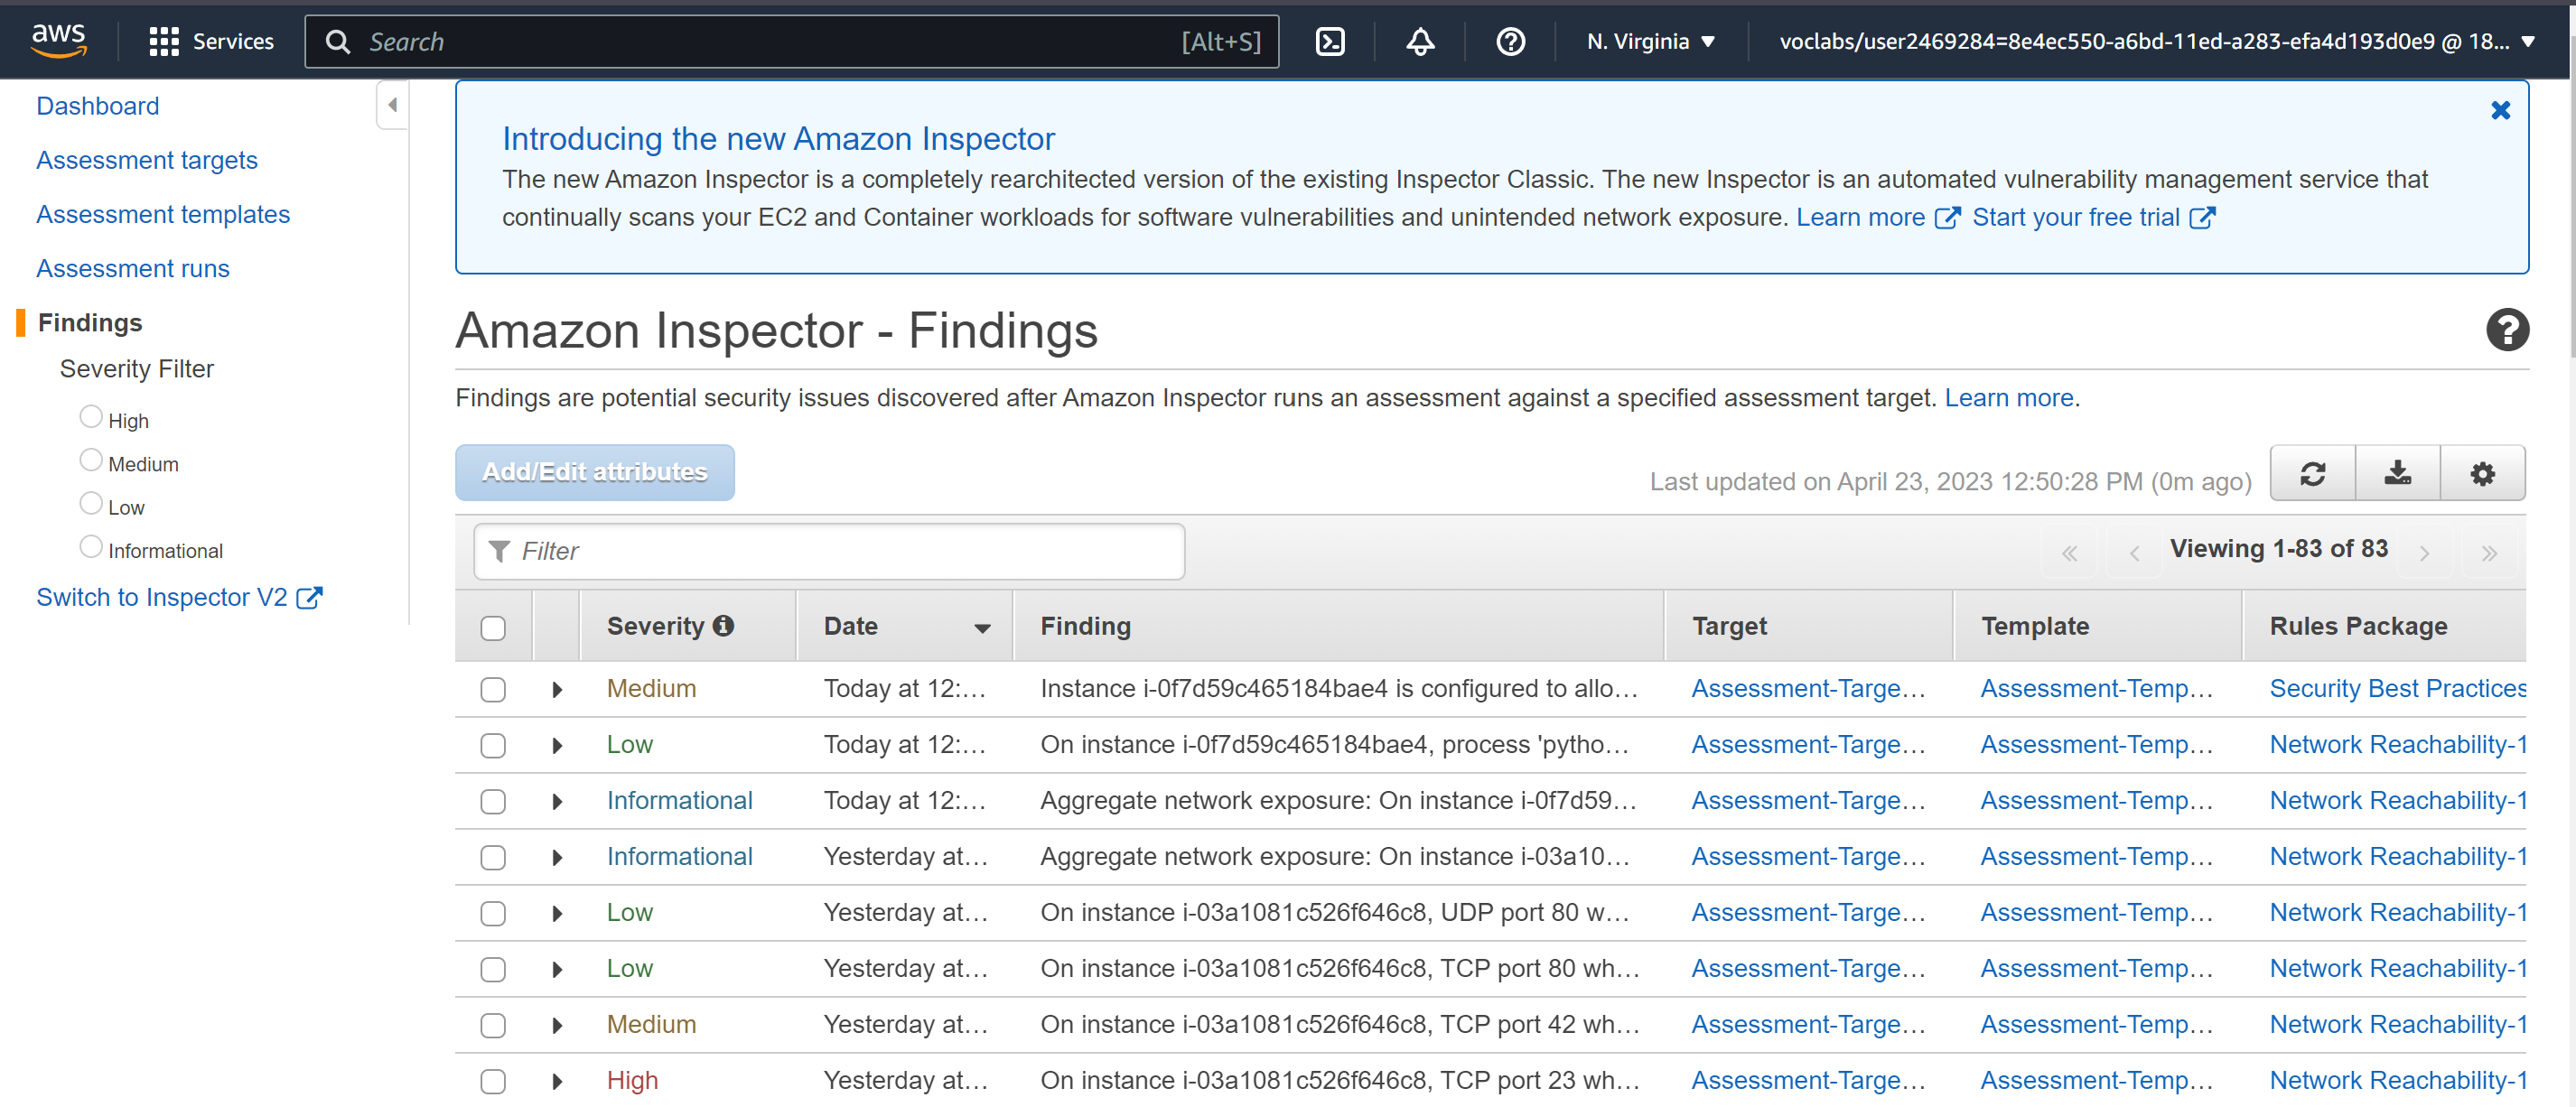 aws Services Search [Alt+S] N. Virginia voclabs/user2469284=8e4ec550-a6bd-11ed-a283-efa4d193d0e9 @ 18...
Dashboard
Assessment targets
Assessment templates
Assessment runs
Findings
Severity Filter
High
Medium
Low
Informational
Switch to Inspector V2
Introducing the new Amazon Inspector
The new Amazon Inspector is a completely rearchitected version of the existing Inspector Classic. The new Inspector is an automated vulnerability management service that
continually scans your EC2 and Container workloads for software vulnerabilities and unintended network exposure. Learn more Start your free trial
Amazon Inspector - Findings
Findings are potential security issues discovered after Amazon Inspector runs an assessment against a specified assessment target. Learn more.
Add/Edit attributes Last updated on April 23, 2023 12:50:28 PM (0m ago)
Filter Viewing 1-83 of 83
Severity Date Finding Target Template Rules Package
Medium Today at 12:... Instance i-0f7d59c465184bae4 is configured to allo... Assessment-Targe... Assessment-Temp... Security Best Practices
Low Today at 12:... On instance i-0f7d59c465184bae4, process 'pytho... Assessment-Targe... Assessment-Temp... Network Reachability-1
Informational Today at 12:... Aggregate network exposure: On instance i-0f7d59... Assessment-Targe... Assessment-Temp... Network Reachability-1
Informational Yesterday at... Aggregate network exposure: On instance i-03a10... Assessment-Targe... Assessment-Temp... Network Reachability-1
Low Yesterday at... On instance i-03a1081c526f646c8, UDP port 80 w... Assessment-Targe... Assessment-Temp... Network Reachability-1
Low Yesterday at... On instance i-03a1081c526f646c8, TCP port 80 wh... Assessment-Targe... Assessment-Temp... Network Reachability-1
Medium Yesterday at... On instance i-03a1081c526f646c8, TCP port 42 wh... Assessment-Targe... Assessment-Temp... Network Reachability-1
High Yesterday at... On instance i-03a1081c526f646c8, TCP port 23 wh... Assessment-Targe... Assessment-Temp... Network Reachability-1